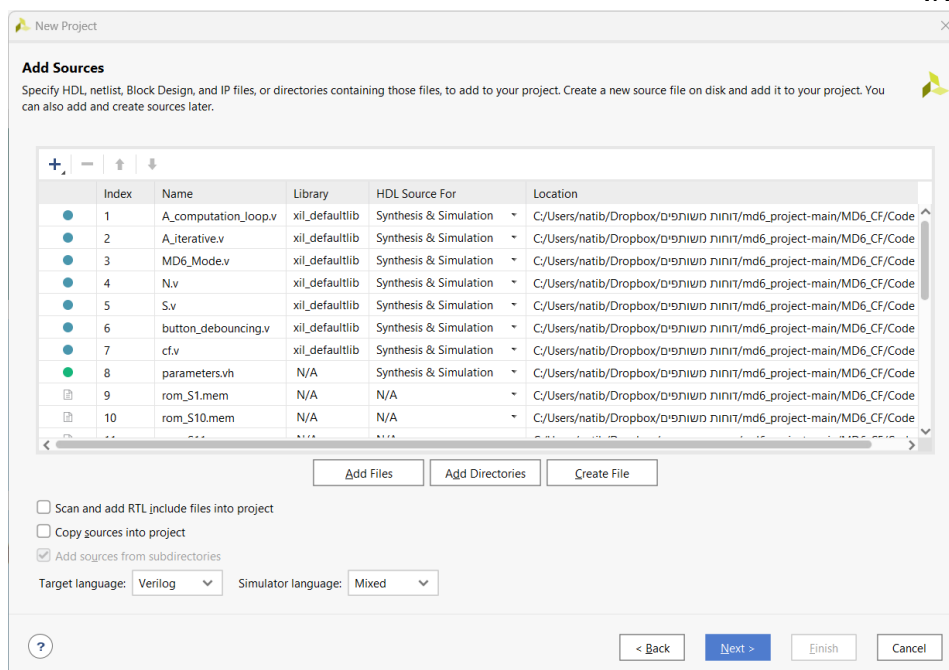 New Project
Add Sources
Specify HDL, netlist, Block Design, and IP files, or directories containing those files, to add to your project. Create a new source file on disk and add it to your project. You
can also add and create sources later.
Index Name Library HDL Source For Location
1 A_computation_loop.v xil_defaultlib Synthesis & Simulation C:/Users/natib/Dropbox/דוחות משותפים/md6_project-main/MD6_CF/Code
2 A_iterative.v xil_defaultlib Synthesis & Simulation C:/Users/natib/Dropbox/דוחות משותפים/md6_project-main/MD6_CF/Code
3 MD6_Mode.v xil_defaultlib Synthesis & Simulation C:/Users/natib/Dropbox/דוחות משותפים/md6_project-main/MD6_CF/Code
4 N.v xil_defaultlib Synthesis & Simulation C:/Users/natib/Dropbox/דוחות משותפים/md6_project-main/MD6_CF/Code
5 S.v xil_defaultlib Synthesis & Simulation C:/Users/natib/Dropbox/דוחות משותפים/md6_project-main/MD6_CF/Code
6 button_debouncing.v xil_defaultlib Synthesis & Simulation C:/Users/natib/Dropbox/דוחות משותפים/md6_project-main/MD6_CF/Code
7 cf.v xil_defaultlib Synthesis & Simulation C:/Users/natib/Dropbox/דוחות משותפים/md6_project-main/MD6_CF/Code
8 parameters.vh N/A Synthesis & Simulation C:/Users/natib/Dropbox/דוחות משותפים/md6_project-main/MD6_CF/Code
9 rom_S1.mem N/A N/A C:/Users/natib/Dropbox/דוחות משותפים/md6_project-main/MD6_CF/Code
10 rom_S10.mem N/A N/A C:/Users/natib/Dropbox/דוחות משותפים/md6_project-main/MD6_CF/Code
Add Files Add Directories Create File
Scan and add RTL include files into project
Copy sources into project
Add sources from subdirectories
Target language: Verilog Simulator language: Mixed
? < Back Next > Finish Cancel